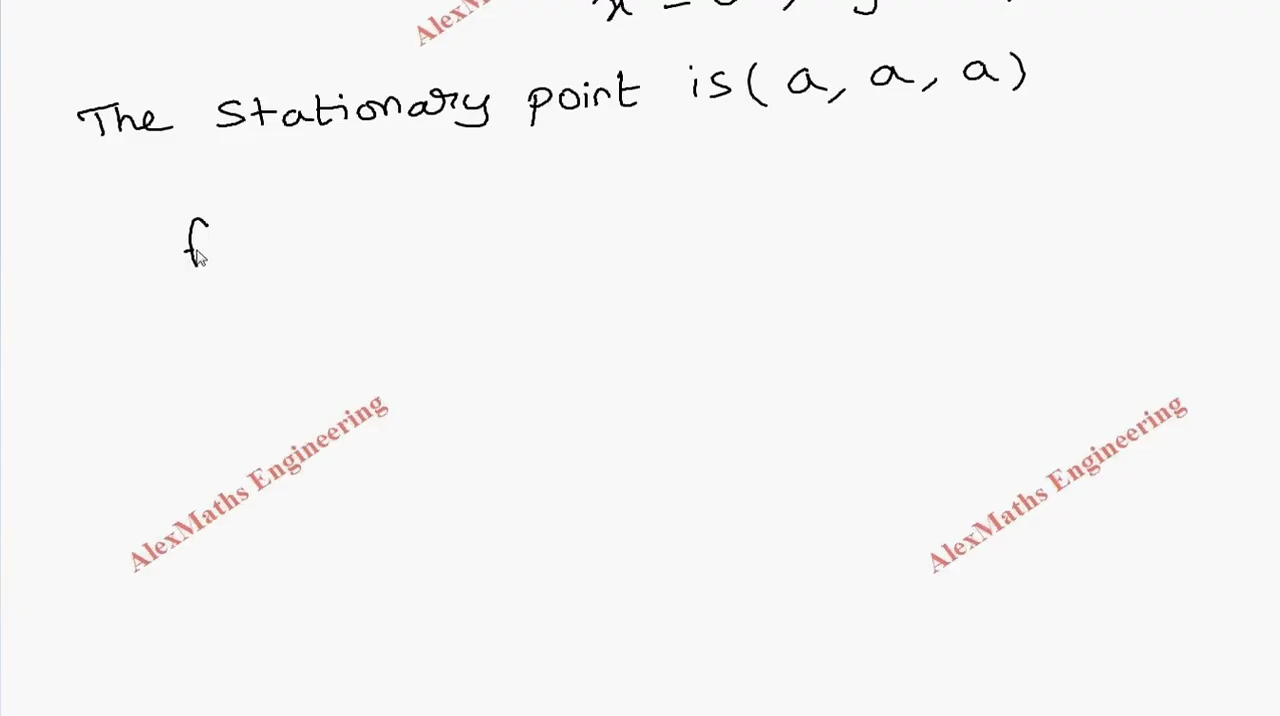 The stationary point is (a, a, a)
f
AlexMaths Engineering
AlexMaths Engineering